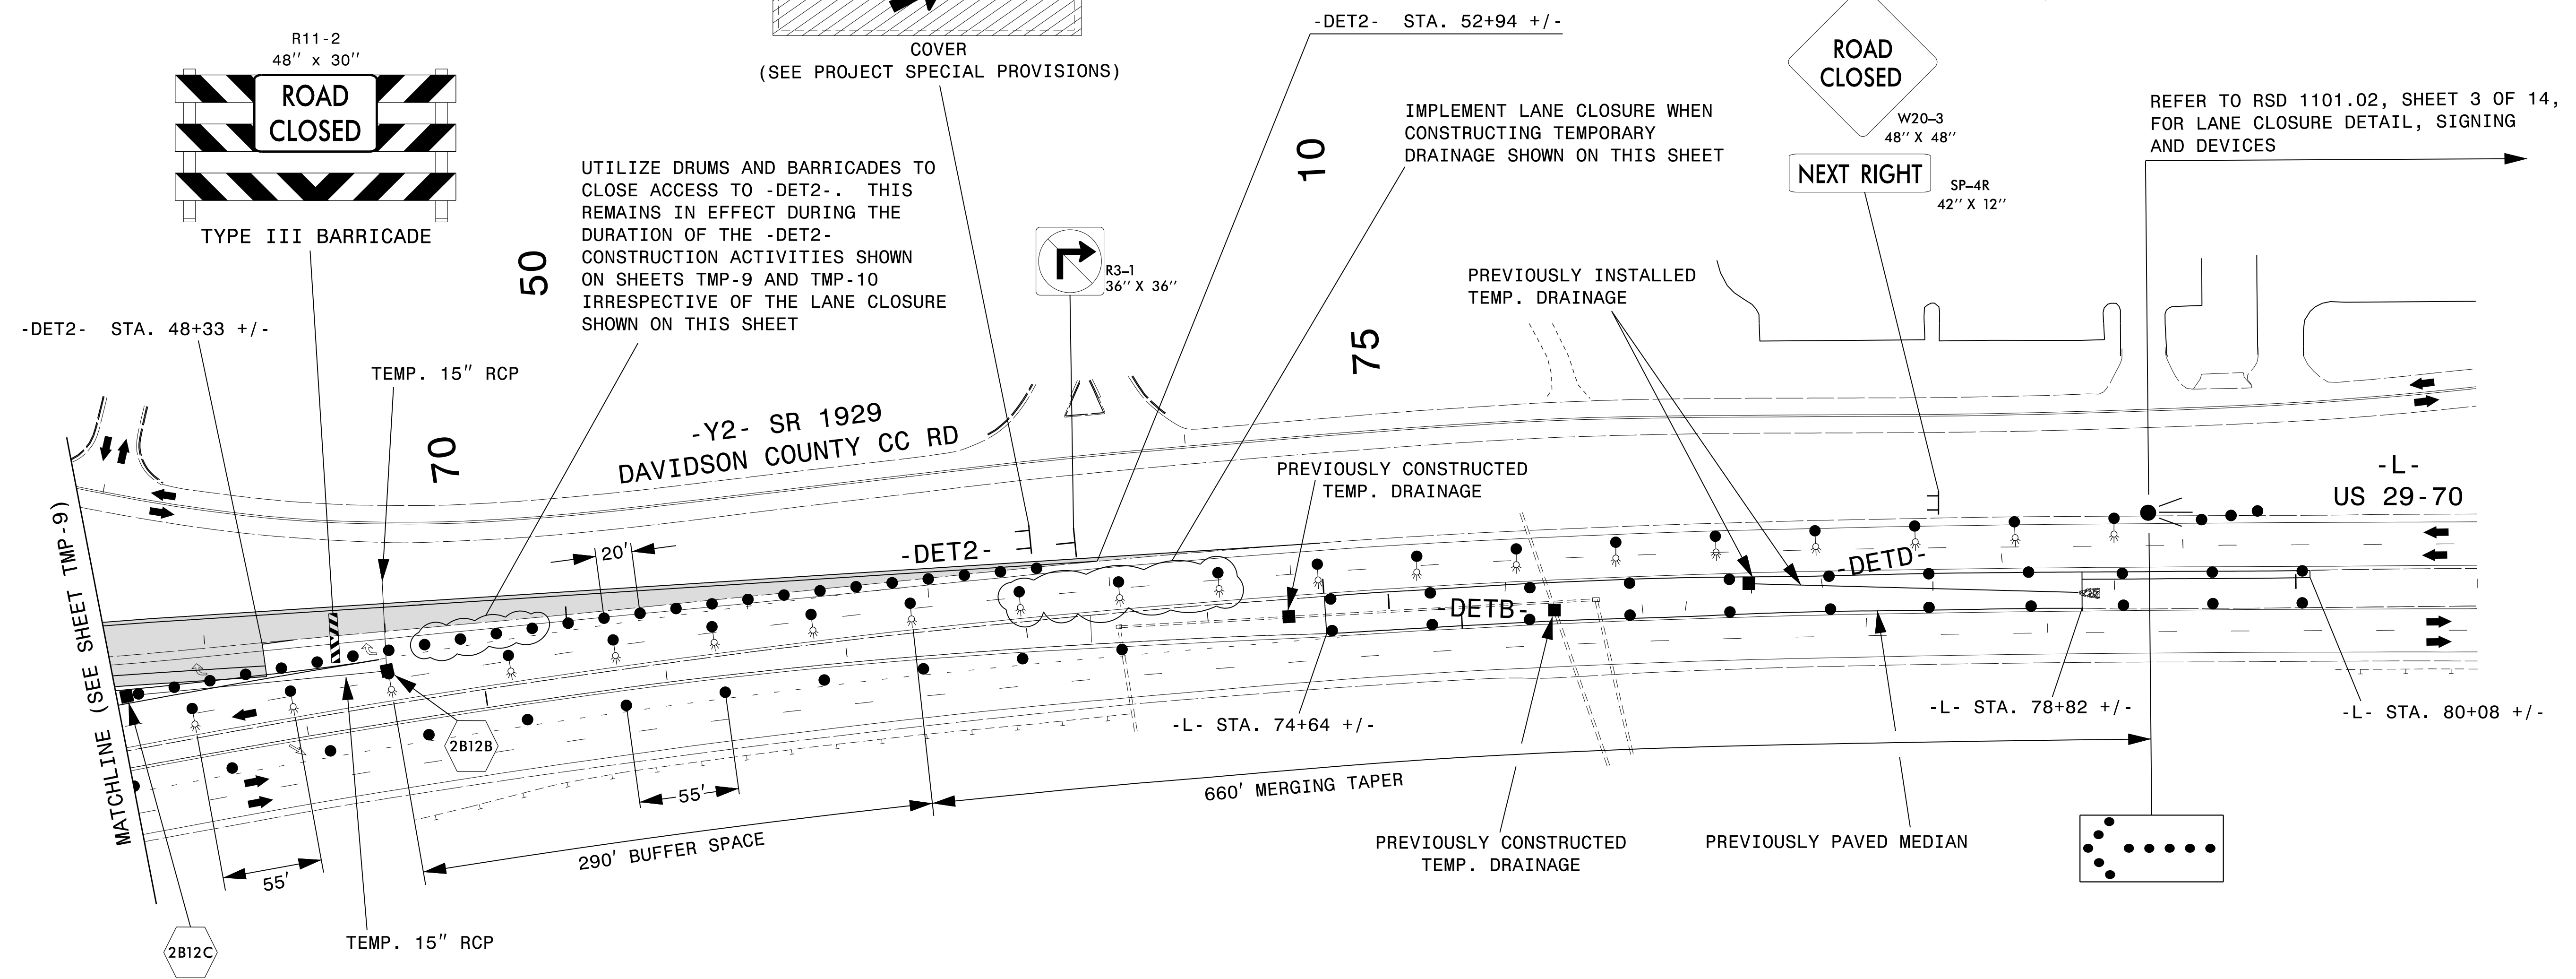 R11-2
48" x 30"
ROAD
CLOSED
TYPE III BARRICADE
COVER
(SEE PROJECT SPECIAL PROVISIONS)
-DET2-  STA. 52+94 +/-
ROAD
CLOSED
W20-3
48" X 48"
NEXT RIGHT
SP-4R
42" X 12"
REFER TO RSD 1101.02, SHEET 3 OF 14,
FOR LANE CLOSURE DETAIL, SIGNING
AND DEVICES
IMPLEMENT LANE CLOSURE WHEN
CONSTRUCTING TEMPORARY
DRAINAGE SHOWN ON THIS SHEET
10
UTILIZE DRUMS AND BARRICADES TO
CLOSE ACCESS TO -DET2-.  THIS
REMAINS IN EFFECT DURING THE
DURATION OF THE -DET2-
CONSTRUCTION ACTIVITIES SHOWN
ON SHEETS TMP-9 AND TMP-10
IRRESPECTIVE OF THE LANE CLOSURE
SHOWN ON THIS SHEET
50
R3-1
36" X 36"
PREVIOUSLY INSTALLED
TEMP. DRAINAGE
-DET2-  STA. 48+33 +/-
75
TEMP. 15" RCP
70
-Y2- SR 1929
DAVIDSON COUNTY CC RD
PREVIOUSLY CONSTRUCTED
TEMP. DRAINAGE
-L-
US 29-70
MATCHLINE (SEE SHEET TMP-9)
20'
-DET2-
-DETD-
-DETB-
2B12B
-L- STA. 74+64 +/-
-L- STA. 78+82 +/-
-L- STA. 80+08 +/-
55'
660' MERGING TAPER
290' BUFFER SPACE
55'
PREVIOUSLY CONSTRUCTED
TEMP. DRAINAGE
PREVIOUSLY PAVED MEDIAN
TEMP. 15" RCP
2B12C